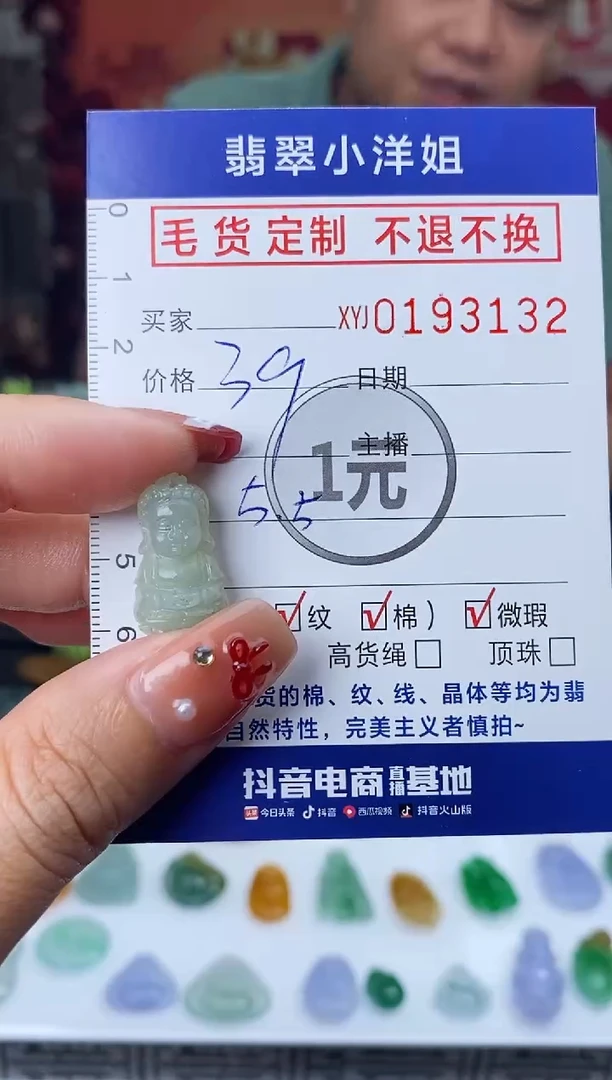 翡翠小洋姐
毛货定制 不退不换
0
1
2
5
6
买家
XYJ0193132
价格 39 日期
主播
1元
5.5
纹 棉) 微瑕
高货绳 顶珠
货的棉、纹、线、晶体等均为翡
自然特性，完美主义者慎拍~
抖音电商直播基地
头条 今日头条 抖音 西瓜视频 抖音火山版